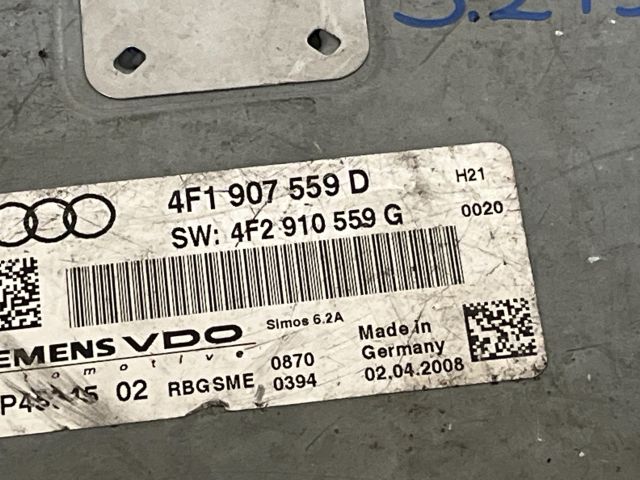 4F1 907 559 D
H21
SW: 4F2 910 559 G
0020
Simos 6.2A
EMENS VDO
omotive
Made in
Germany
02.04.2008
02 RBGSME
0870
0394